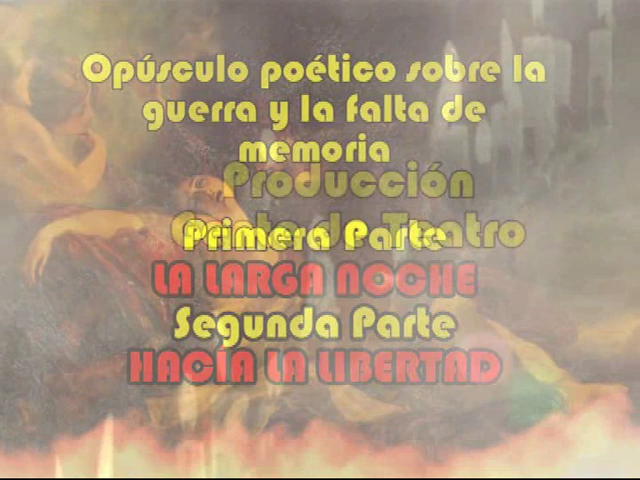 Opúsculo poético sobre la
guerra y la falta de
memoria
Producción
Primera Parte
Teatro
LA LARGA NOCHE
Segunda Parte
HACIA LA LIBERTAD